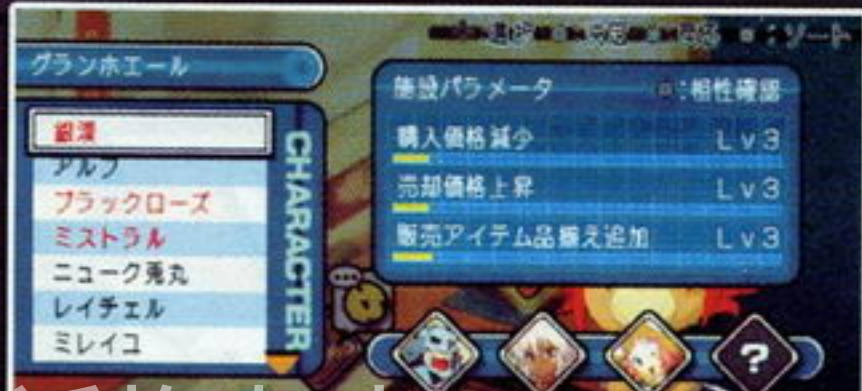 グランホエール
銀漢
アルフ
ブラックローズ
ミストラル
ニューク兎丸
レイチェル
ミレイユ
CHARACTER
施設パラメータ :相性確認
購入価格減少 Lv3
売却価格上昇 Lv3
販売アイテム品揃え追加 Lv3
?
:ソート